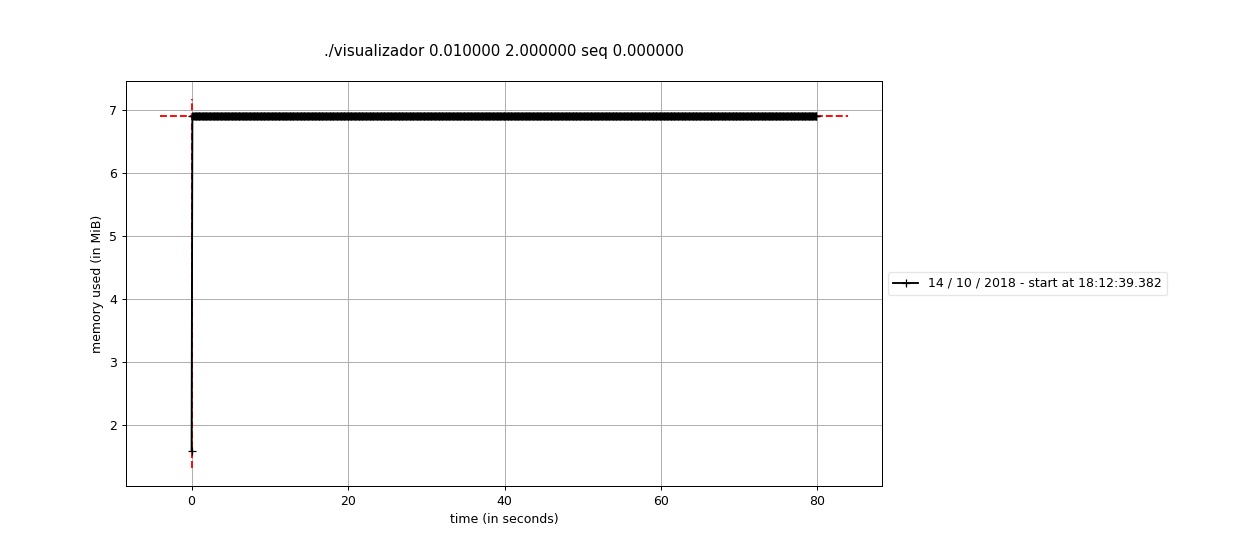 ./visualizador 0.010000 2.000000 seq 0.000000
memory used (in MiB)
7
6
5
4
3
2
0 20 40 60 80
time (in seconds)
14 / 10 / 2018 - start at 18:12:39.382